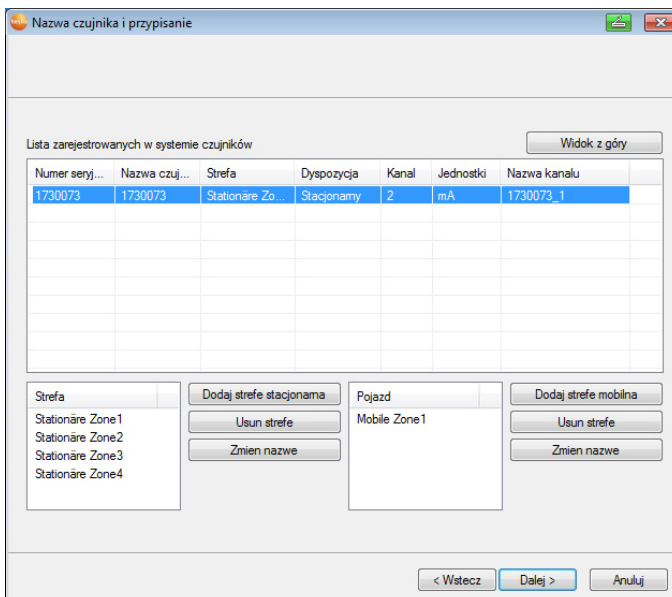 testo
Nazwa czujnika i przypisanie
Lista zarejestrowanych w systemie czujników
Widok z góry
Numer seryj... Nazwa czuj... Strefa Dyspozycja Kanal Jednostki Nazwa kanalu
1730073 1730073 Stationäre Zo... Stacjonarny 2 mA 1730073_1
Strefa
Stationäre Zone1
Stationäre Zone2
Stationäre Zone3
Stationäre Zone4
Dodaj strefe stacjonarna
Usun strefe
Zmien nazwe
Pojazd
Mobile Zone1
Dodaj strefe mobilna
Usun strefe
Zmien nazwe
< Wstecz Dalej > Anuluj